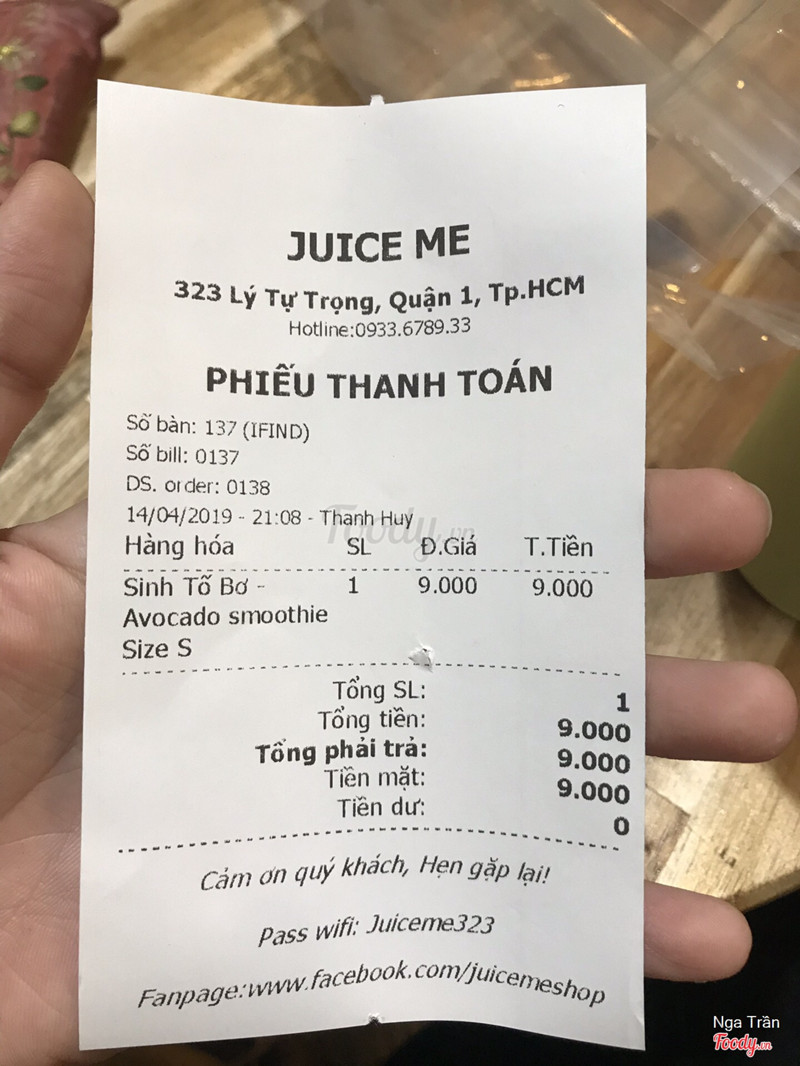 JUICE ME
323 Lý Tự Trọng, Quận 1, Tp.HCM
Hotline:0933.6789.33
PHIẾU THANH TOÁN
Số bàn: 137 (IFIND)
Số bill: 0137
DS. order: 0138
14/04/2019 - 21:08 - Thanh Huy
Foody.vn
Hàng hóa SL Đ.Giá T.Tiền
Sinh Tố Bơ - 1 9.000 9.000
Avocado smoothie
Size S
Tổng SL: 1
Tổng tiền: 9.000
Tổng phải trả: 9.000
Tiền mặt: 9.000
Tiền dư: 0
Cảm ơn quý khách, Hẹn gặp lại!
Pass wifi: Juiceme323
Fanpage:www.facebook.com/juicemeshop
Nga Trần
Foody.vn